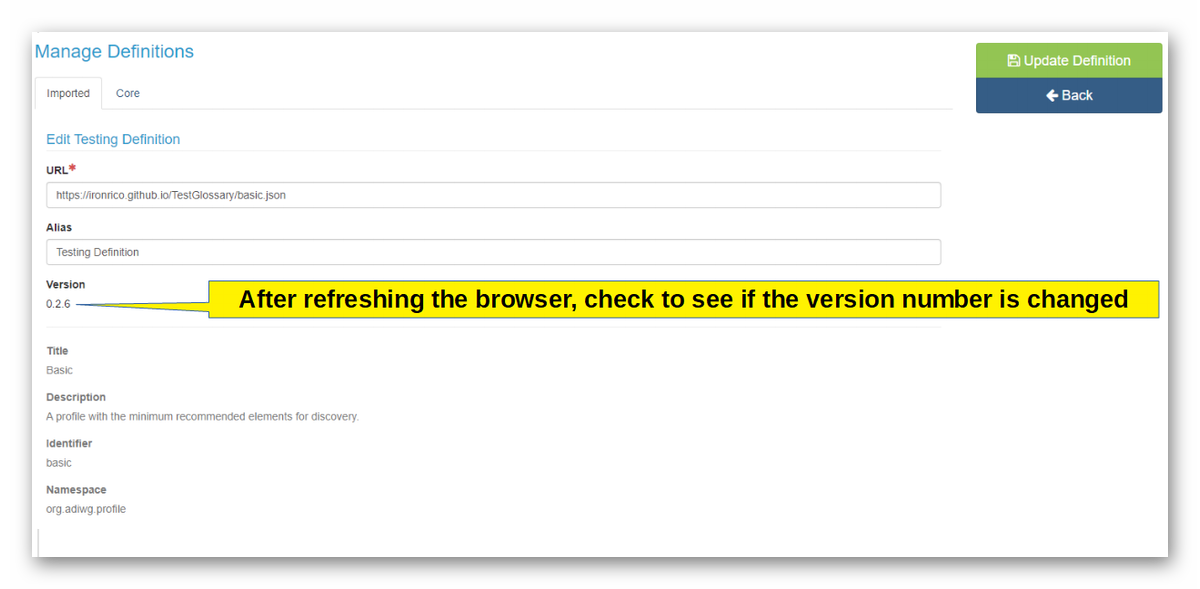 Manage Definitions
Update Definition
Back
Imported Core
Edit Testing Definition
URL*
https://ironrico.github.io/TestGlossary/basic.json
Alias
Testing Definition
Version
0.2.6
After refreshing the browser, check to see if the version number is changed
Title
Basic
Description
A profile with the minimum recommended elements for discovery.
Identifier
basic
Namespace
org.adiwg.profile